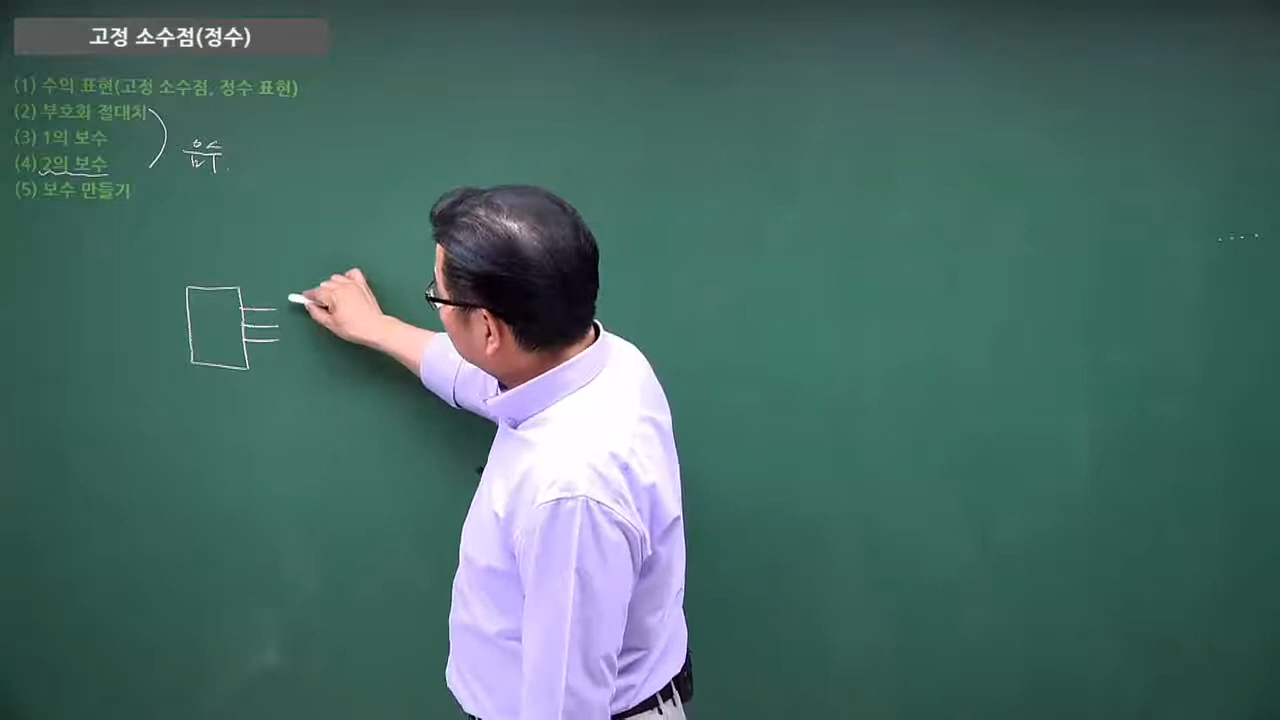 고정 소수점(정수)
(1) 수의 표현(고정 소수점, 정수 표현)
(2) 부호화 절대치
(3) 1의 보수
(4) 2의 보수
(5) 보수 만들기
음수